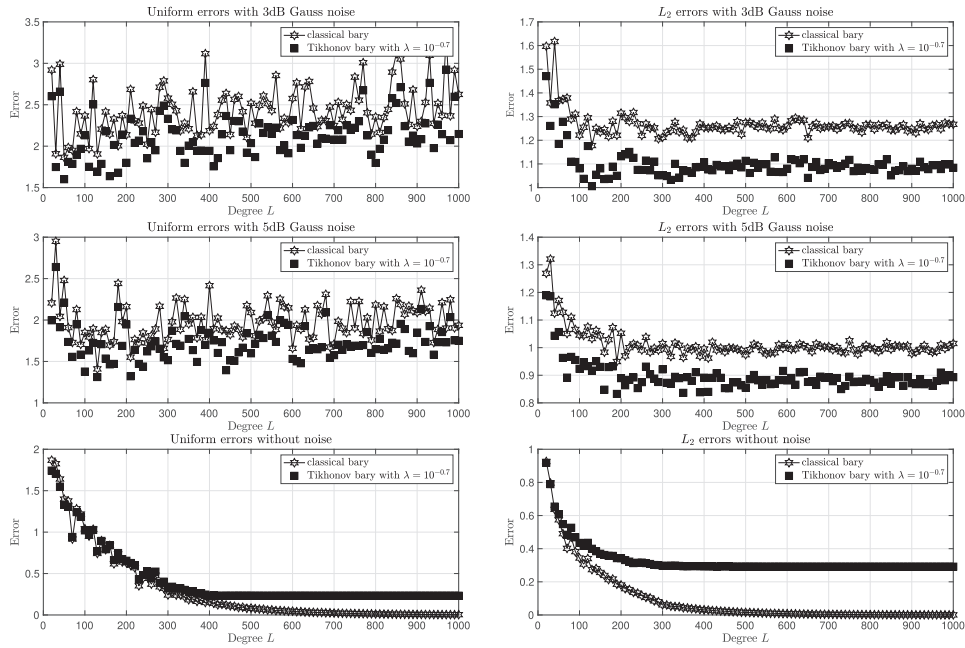 Uniform errors with 3dB Gauss noise
3.5
3
2.5
2
1.5
Error
classical bary
Tikhonov bary with λ = 10^{-0.7}
0 100 200 300 400 500 600 700 800 900 1000
Degree L
L_2 errors with 3dB Gauss noise
1.7
1.6
1.5
1.4
1.3
1.2
1.1
1
Error
classical bary
Tikhonov bary with λ = 10^{-0.7}
0 100 200 300 400 500 600 700 800 900 1000
Degree L
Uniform errors with 5dB Gauss noise
3
2.5
2
1.5
1
Error
classical bary
Tikhonov bary with λ = 10^{-0.7}
0 100 200 300 400 500 600 700 800 900 1000
Degree L
L_2 errors with 5dB Gauss noise
1.4
1.3
1.2
1.1
1
0.9
0.8
Error
classical bary
Tikhonov bary with λ = 10^{-0.7}
0 100 200 300 400 500 600 700 800 900 1000
Degree L
Uniform errors without noise
2
1.5
1
0.5
0
Error
classical bary
Tikhonov bary with λ = 10^{-0.7}
0 100 200 300 400 500 600 700 800 900 1000
Degree L
L_2 errors without noise
1
0.8
0.6
0.4
0.2
0
Error
classical bary
Tikhonov bary with λ = 10^{-0.7}
0 100 200 300 400 500 600 700 800 900 1000
Degree L